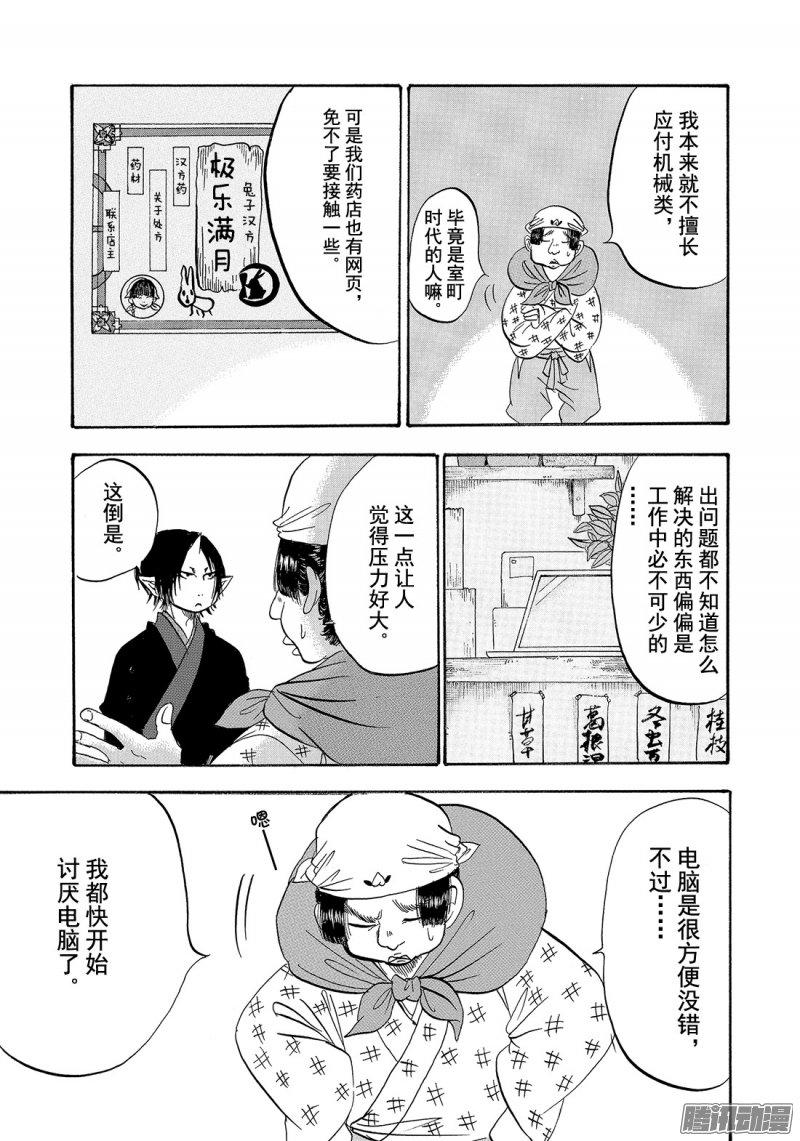 我本来就不擅长
应付机械类，
毕竟是室町
时代的人嘛。
可是我们药店也有网页，
免不了要接触一些。
兔子汉方
极乐满月
汉方药
关于处方
药材
联系店主
出问题都不知道怎么
解决的东西偏偏是
工作中必不可少的
……
桂枝
葛根湯
甘草
这一点让人
觉得压力好大。
这倒是。
电脑是很方便没错，
不过……
嗯
我都快开始
讨厌电脑了。
腾讯动漫